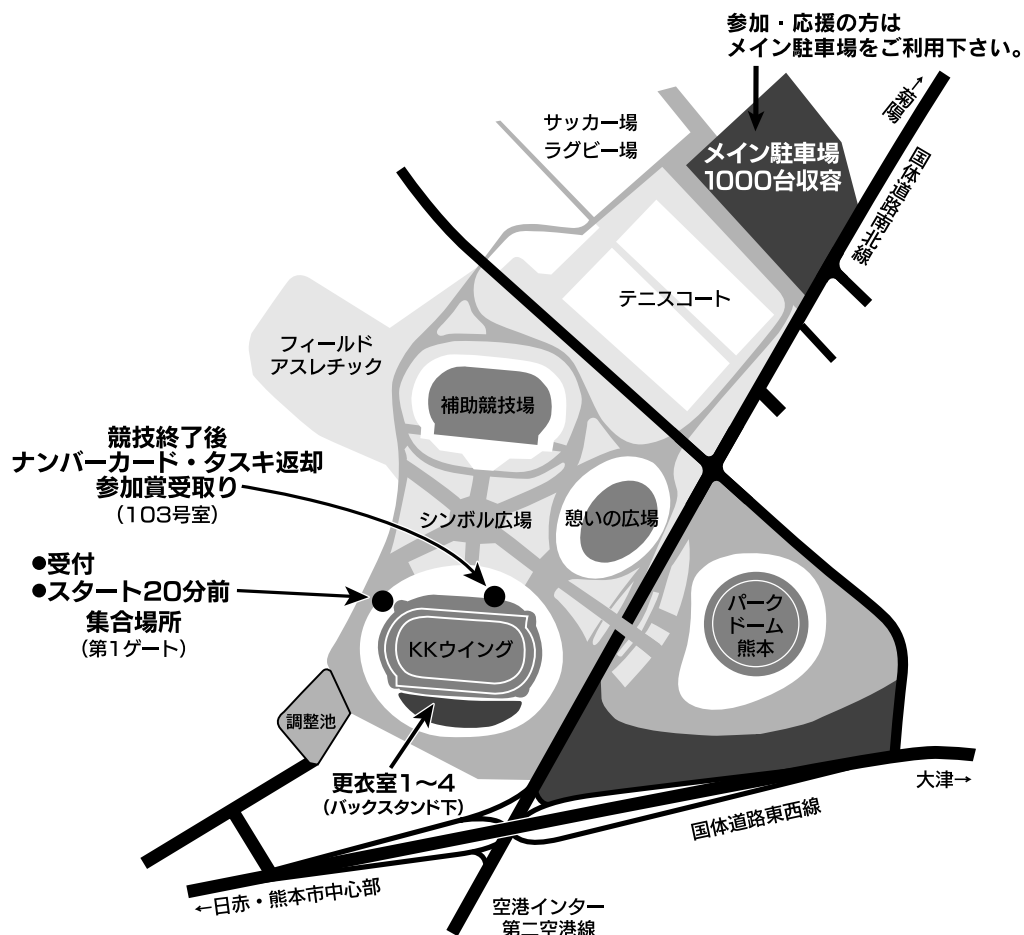 参加・応援の方は
メイン駐車場をご利用下さい。
↑菊陽
国体道路南北線
サッカー場
ラグビー場
メイン駐車場
1000台収容
テニスコート
フィールド
アスレチック
補助競技場
競技終了後
ナンバーカード・タスキ返却
参加賞受取り
（103号室）
シンボル広場
憩いの広場
●受付
●スタート20分前
集合場所
（第1ゲート）
パーク
ドーム
熊本
KKウイング
調整池
更衣室1～4
（バックスタンド下）
大津→
国体道路東西線
←日赤・熊本市中心部
空港インター
第二空港線